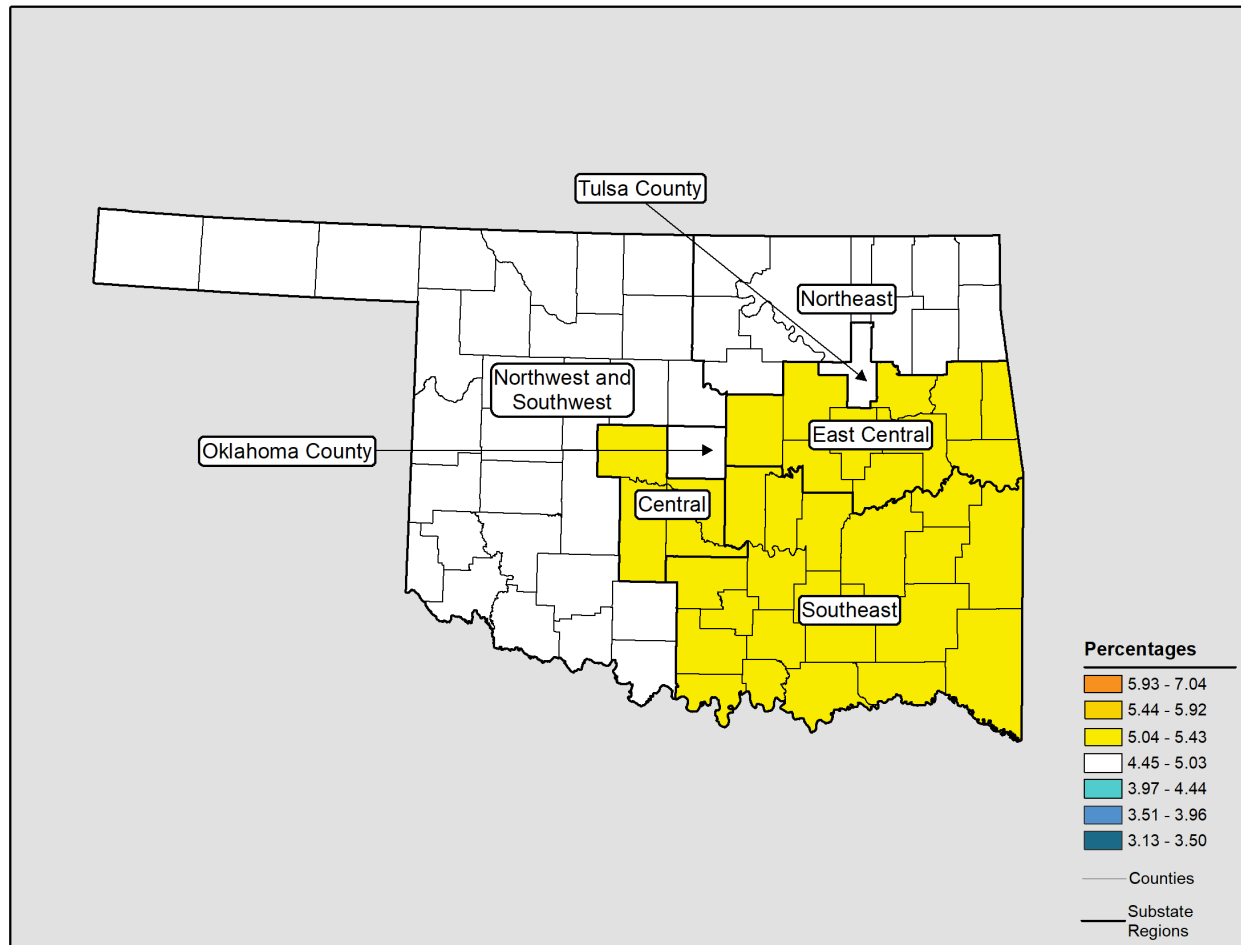 Tulsa County
Northeast
Northwest and
Southwest
East Central
Oklahoma County
Central
Southeast
Percentages
5.93 - 7.04
5.44 - 5.92
5.04 - 5.43
4.45 - 5.03
3.97 - 4.44
3.51 - 3.96
3.13 - 3.50
Counties
Substate
Regions